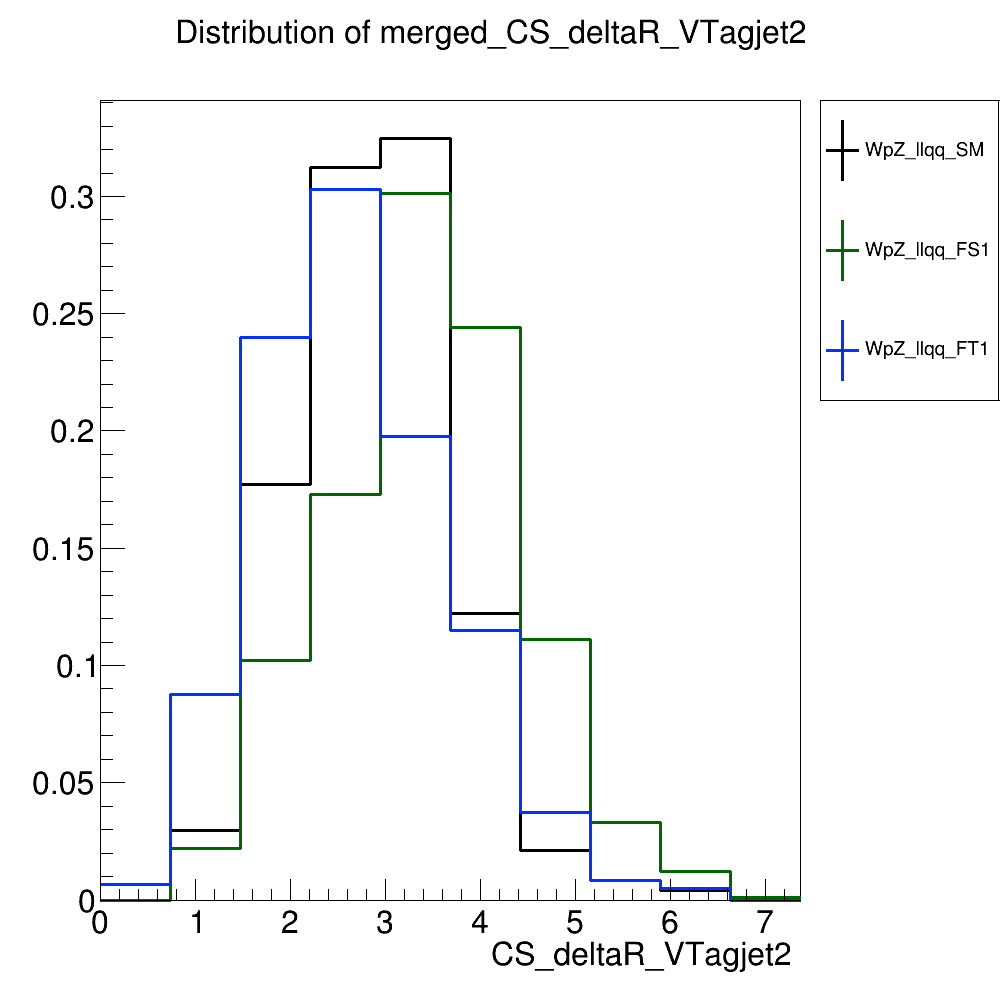 Distribution of merged_CS_deltaR_VTagjet2
WpZ_llqq_SM
WpZ_llqq_FS1
WpZ_llqq_FT1
0.3
0.25
0.2
0.15
0.1
0.05
0
0 1 2 3 4 5 6 7
CS_deltaR_VTagjet2